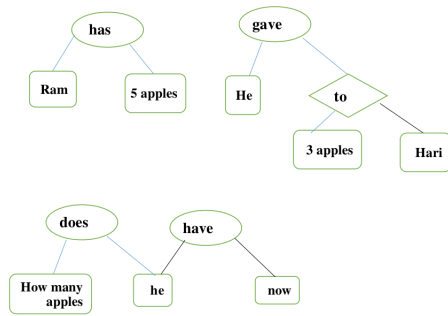 has
Ram
5 apples
gave
He
to
3 apples
Hari
does
have
How many
apples
he
now